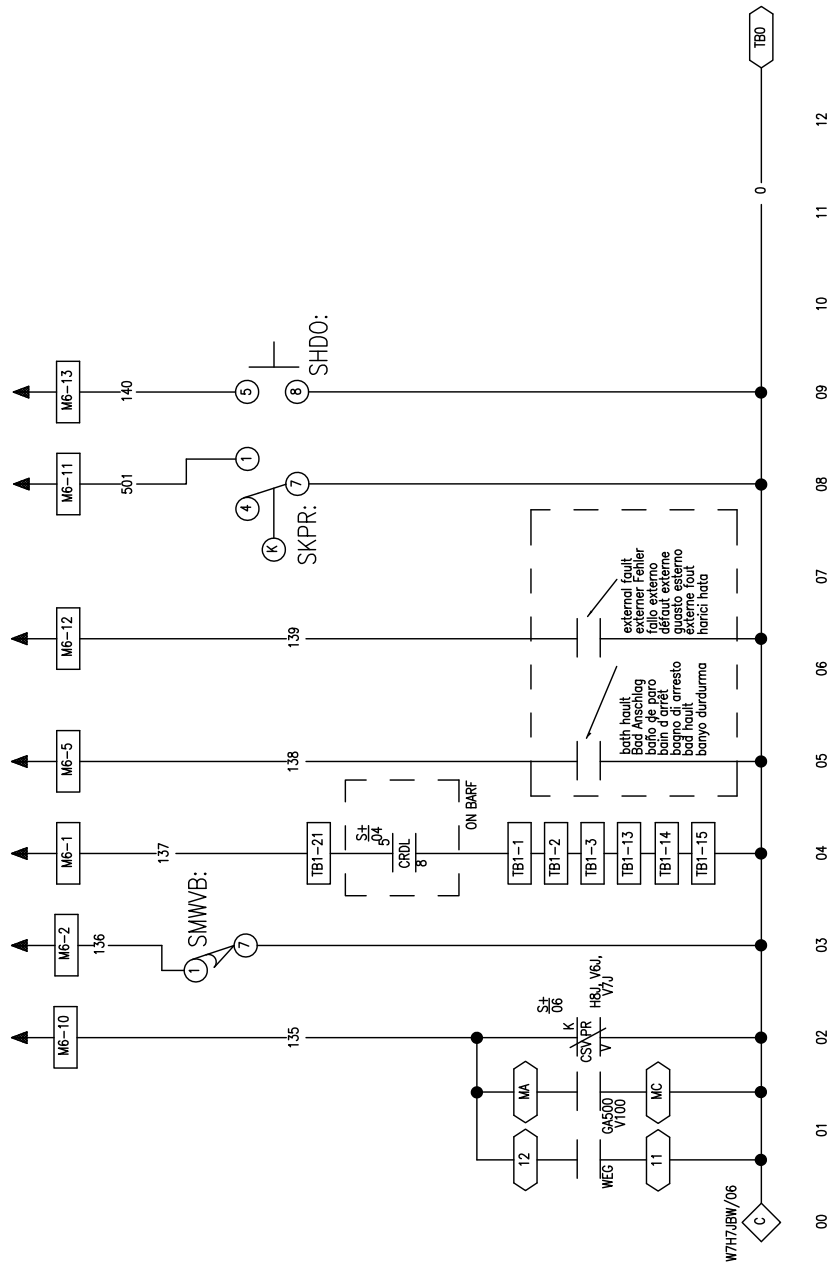 TB0
0
M6-13
140
5
8
SHDO:
M6-11
501
1
4
7
K
SKPR:
M6-12
139
external fault
externer Fehler
fallo externo
défaut externe
guasto esterno
externe fout
harici hata
M6-5
138
bath hault
Bad Anschlag
baño de paro
bain d'arrêt
bagno di arresto
bad hault
banyo durdurma
M6-1
137
TB1-21
S+
04
5
CRDL
8
ON BARF
TB1-1
TB1-2
TB1-3
TB1-13
TB1-14
TB1-15
M6-2
136
SMWVB:
1
7
M6-10
135
S+
06
K
CSVPR
V
H8J, V6J,
V7J
MA
GA500
V100
MC
12
WEG
11
W7H7JBW/06
C
00 01 02 03 04 05 06 07 08 09 10 11 12